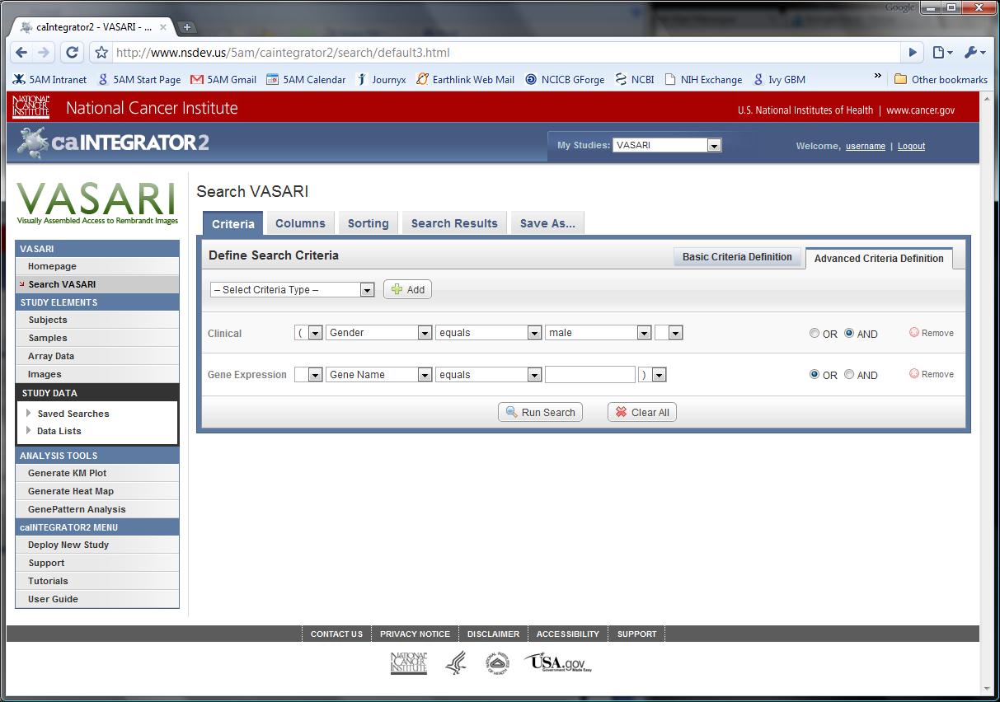 Google
caIntegrator2 - VASARI - ...
http://www.nsdev.us/5am/caintegrator2/search/default3.html
5AM Intranet 5AM Start Page 5AM Gmail 5AM Calendar Journyx Earthlink Web Mail NCICB GForge NCBI NIH Exchange Ivy GBM » Other bookmarks
NATIONAL CANCER INSTITUTE
National Cancer Institute
U.S. National Institutes of Health | www.cancer.gov
caINTEGRATOR2
My Studies: VASARI
Welcome, username | Logout
VASARI
Visually Assembled Access to Rembrandt Images
VASARI
Homepage
Search VASARI
STUDY ELEMENTS
Subjects
Samples
Array Data
Images
STUDY DATA
Saved Searches
Data Lists
ANALYSIS TOOLS
Generate KM Plot
Generate Heat Map
GenePattern Analysis
caINTEGRATOR2 MENU
Deploy New Study
Support
Tutorials
User Guide
Search VASARI
Criteria Columns Sorting Search Results Save As...
Define Search Criteria
Basic Criteria Definition Advanced Criteria Definition
– Select Criteria Type – Add
Clinical ( Gender equals male OR AND Remove
Gene Expression Gene Name equals ) OR AND Remove
Run Search Clear All
CONTACT US PRIVACY NOTICE DISCLAIMER ACCESSIBILITY SUPPORT
NATIONAL CANCER INSTITUTE
USA.gov
Government Made Easy